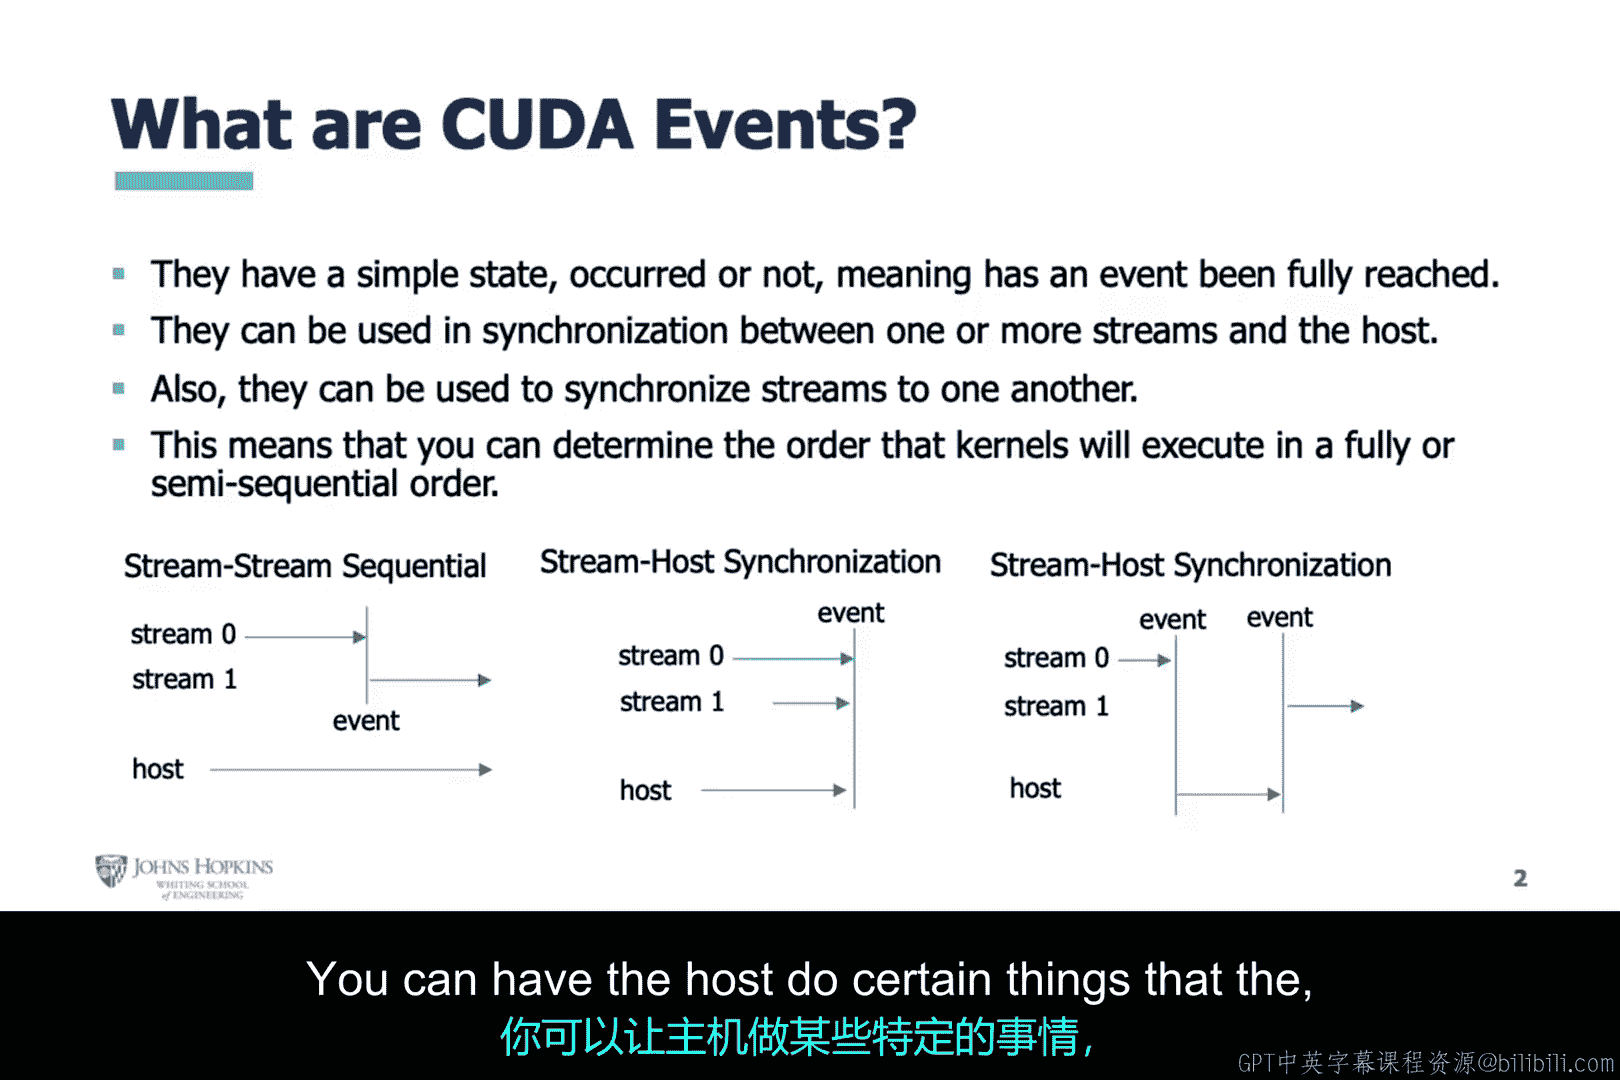 What are CUDA Events?
They have a simple state, occurred or not, meaning has an event been fully reached.
They can be used in synchronization between one or more streams and the host.
Also, they can be used to synchronize streams to one another.
This means that you can determine the order that kernels will execute in a fully or
semi-sequential order.
Stream-Stream Sequential
stream 0
stream 1
event
host
Stream-Host Synchronization
event
stream 0
stream 1
host
Stream-Host Synchronization
event event
stream 0
stream 1
host
JOHNS HOPKINS
WHITING SCHOOL
of ENGINEERING
2
You can have the host do certain things that the,
你可以让主机做某些特定的事情，
GPT中英字幕课程资源@bilibili.com